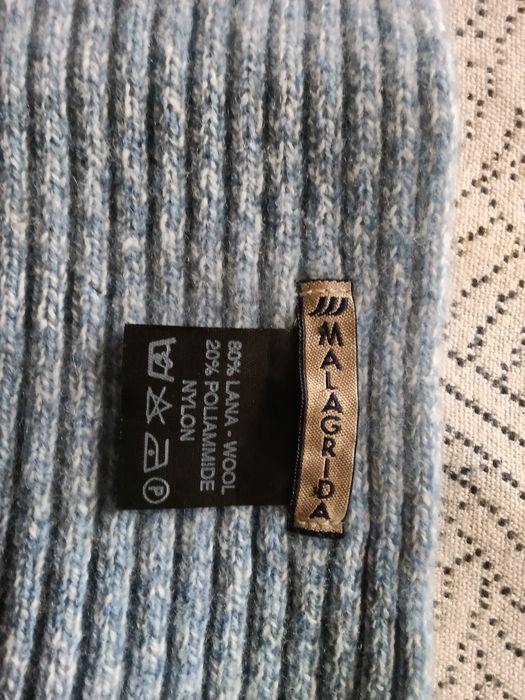 MALAGRIDA
80% LANA - WOOL
20% POLIAMMIDE
NYLON
P